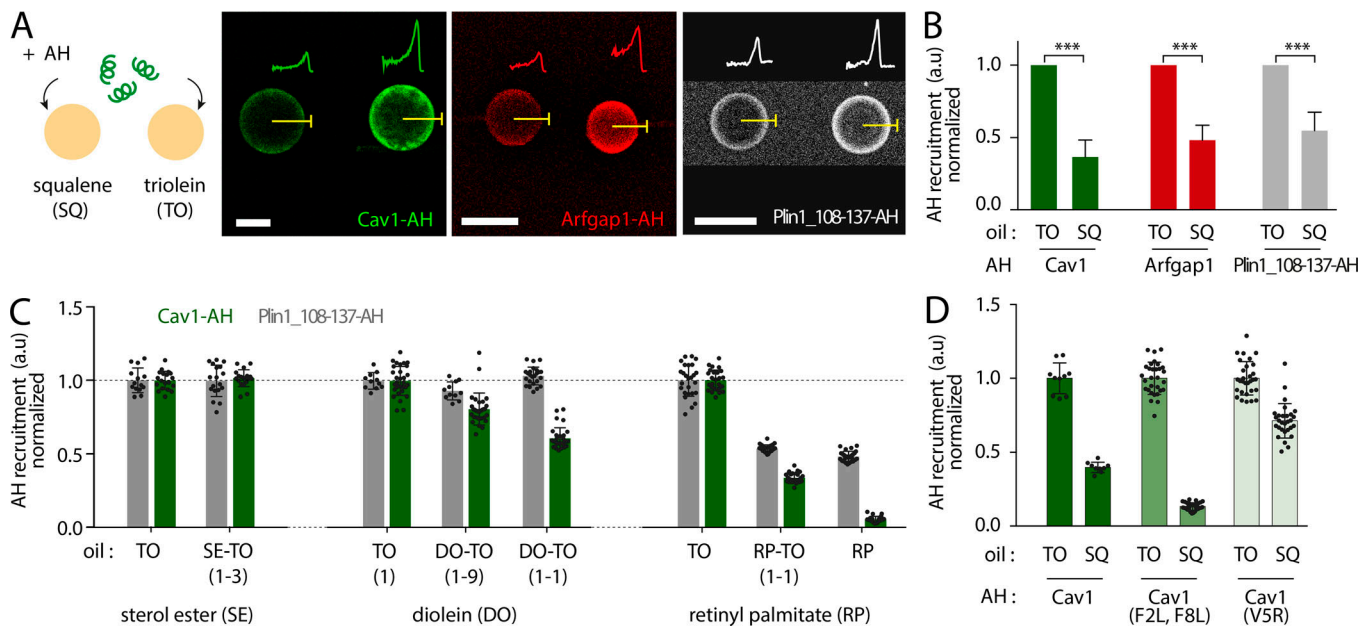 A
+ AH
squalene
(SQ)
triolein
(TO)
Cav1-AH
Arfgap1-AH
Plin1_108-137-AH
B
AH recruitment (a.u)
normalized
1.0
0.5
0.0
***
***
***
oil : TO SQ TO SQ TO SQ
AH Cav1 Arfgap1 Plin1_108-137-AH
C
AH recruitment (a.u)
normalized
1.5
1.0
0.5
0.0
Cav1-AH Plin1_108-137-AH
oil : TO SE-TO TO DO-TO DO-TO TO RP-TO RP
(1-3) (1) (1-9) (1-1) (1-1)
sterol ester (SE) diolein (DO) retinyl palmitate (RP)
D
AH recruitment (a.u)
normalized
1.5
1.0
0.5
0.0
oil : TO SQ TO SQ TO SQ
AH : Cav1 Cav1 Cav1
(F2L, F8L) (V5R)